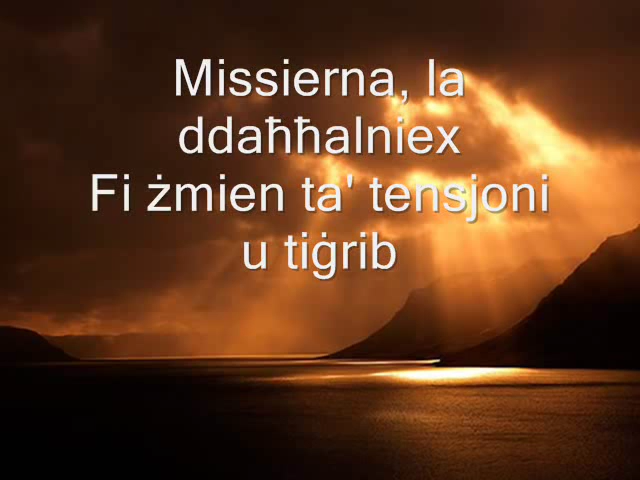 Missierna, la
ddaħħalniex
Fi żmien ta' tensjoni
u tiġrib